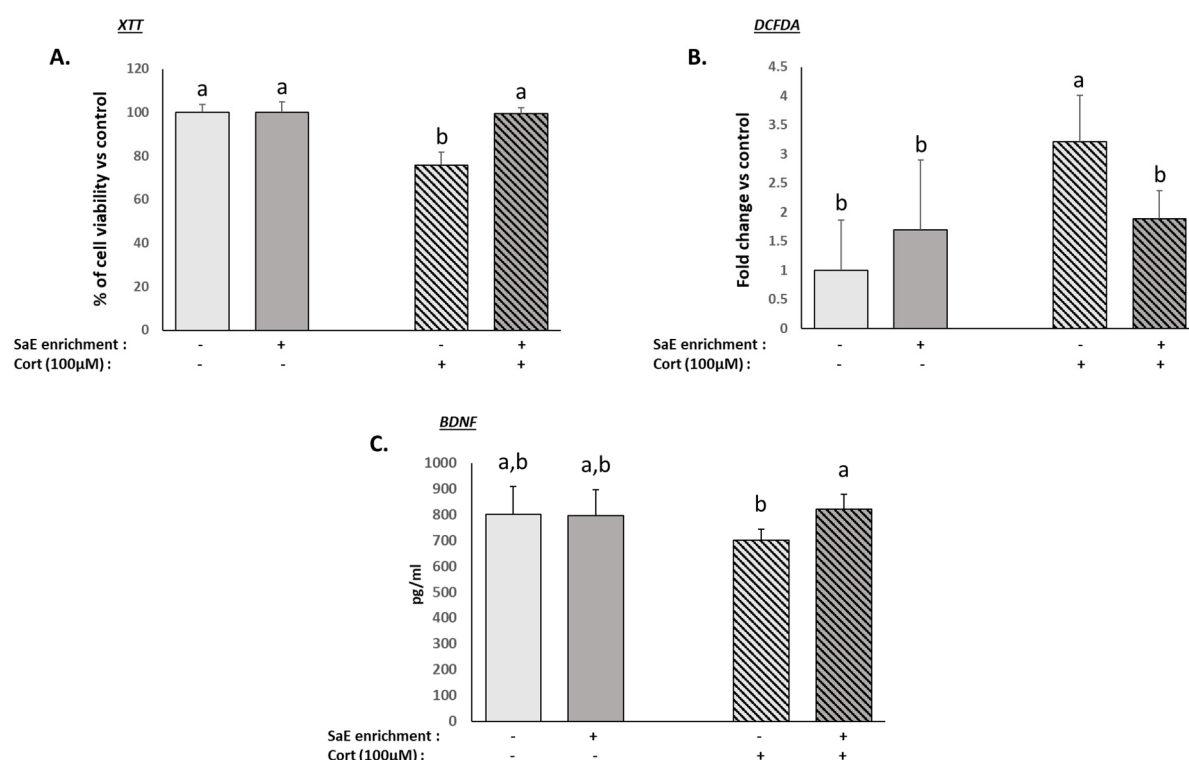 XTT
A.
% of cell viability vs control
120
100
80
60
40
20
0
a
a
b
a
SaE enrichment : - + - +
Cort (100µM) : - - + +
DCFDA
B.
Fold change vs control
4.5
4
3.5
3
2.5
2
1.5
1
0.5
0
b
b
a
b
SaE enrichment : - + - +
Cort (100µM) : - - + +
BDNF
C.
pg/ml
1000
900
800
700
600
500
400
300
200
100
0
a,b
a,b
b
a
SaE enrichment : - + - +
Cort (100µM) : - - + +